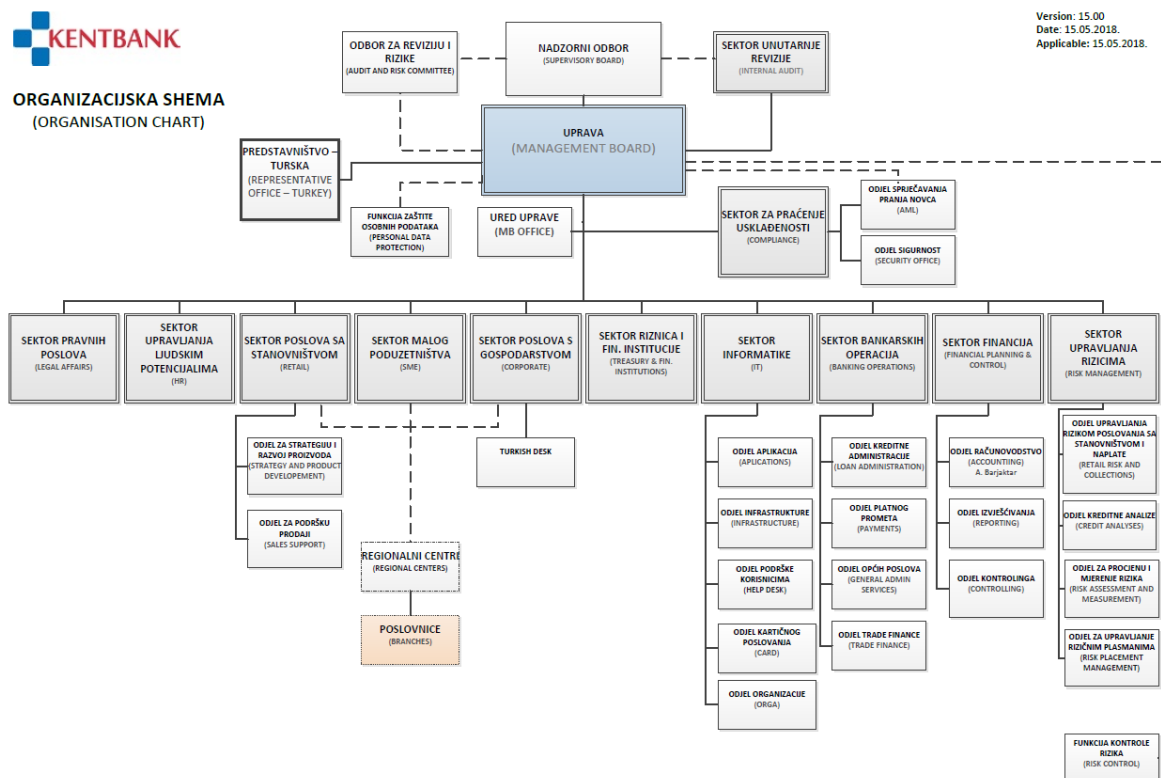 KENTBANK
ORGANIZACIJSKA SHEMA
(ORGANISATION CHART)
Version: 15.00
Date: 15.05.2018.
Applicable: 15.05.2018.
ODBOR ZA REVIZIJU I
RIZIKE
(AUDIT AND RISK COMMITTEE)
NADZORNI ODBOR
(SUPERVISORY BOARD)
SEKTOR UNUTARNJE
REVIZIJE
(INTERNAL AUDIT)
UPRAVA
(MANAGEMENT BOARD)
PREDSTAVNIŠTVO –
TURSKA
(REPRESENTATIVE
OFFICE – TURKEY)
FUNKCIJA ZAŠTITE
OSOBNIH PODATAKA
(PERSONAL DATA
PROTECTION)
URED UPRAVE
(MB OFFICE)
SEKTOR ZA PRAĆENJE
USKLAĐENOSTI
(COMPLIANCE)
ODJEL SPRJEČAVANJA
PRANJA NOVCA
(AML)
ODJEL SIGURNOST
(SECURITY OFFICE)
SEKTOR PRAVNIH
POSLOVA
(LEGAL AFFAIRS)
SEKTOR
UPRAVLJANJA
LJUDSKIM
POTENCIJALIMA
(HR)
SEKTOR POSLOVA SA
STANOVNIŠTVOM
(RETAIL)
SEKTOR MALOG
PODUZETNIŠTVA
(SME)
SEKTOR POSLOVA S
GOSPODARSTVOM
(CORPORATE)
SEKTOR RIZNICA I
FIN. INSTITUCIJE
(TREASURY & FIN.
INSTITUTIONS)
SEKTOR
INFORMATIKE
(IT)
SEKTOR BANKARSKIH
OPERACIJA
(BANKING OPERATIONS)
SEKTOR FINANCIJA
(FINANCIAL PLANNING &
CONTROL)
SEKTOR
UPRAVLJANJA
RIZICIMA
(RISK MANAGEMENT)
ODJEL ZA STRATEGIJU I
RAZVOJ PROIZVODA
(STRATEGY AND PRODUCT
DEVELOPEMENT)
ODJEL ZA PODRŠKU
PRODAJI
(SALES SUPPORT)
REGIONALNI CENTRI
(REGIONAL CENTERS)
POSLOVNICE
(BRANCHES)
TURKISH DESK
ODJEL APLIKACIJA
(APLICATIONS)
ODJEL INFRASTRUKTURE
(INFRASTRUCTURE)
ODJEL PODRŠKE
KORISNICIMA
(HELP DESK)
ODJEL KARTIČNOG
POSLOVANJA
(CARD)
ODJEL ORGANIZACIJE
(ORGA)
ODJEL KREDITNE
ADMINISTRACIJE
(LOAN ADMINISTRATION)
ODJEL PLATNOG
PROMETA
(PAYMENTS)
ODJEL OPĆIH POSLOVA
(GENERAL ADMIN
SERVICES)
ODJEL TRADE FINANCE
(TRADE FINANCE)
ODJEL RAČUNOVODSTVO
(ACCOUNTIING)
A. Barjaktar
ODJEL IZVJEŠĆIVANJA
(REPORTING)
ODJEL KONTROLINGA
(CONTROLLING)
ODJEL UPRAVLJANJA
RIZIKOM POSLOVANJA SA
STANOVNIŠTVOM I
NAPLATE
(RETAIL RISK AND
COLLECTIONS)
ODJEL KREDITNE ANALIZE
(CREDIT ANALYSES)
ODJEL ZA PROCJENU I
MJERENJE RIZIKA
(RISK ASSESSMENT AND
MEASUREMENT)
ODJEL ZA UPRAVLJANJE
RIZIČNIM PLASMANIMA
(RISK PLACEMENT
MANAGEMENT)
FUNKCIJA KONTROLE
RIZIKA
(RISK CONTROL)